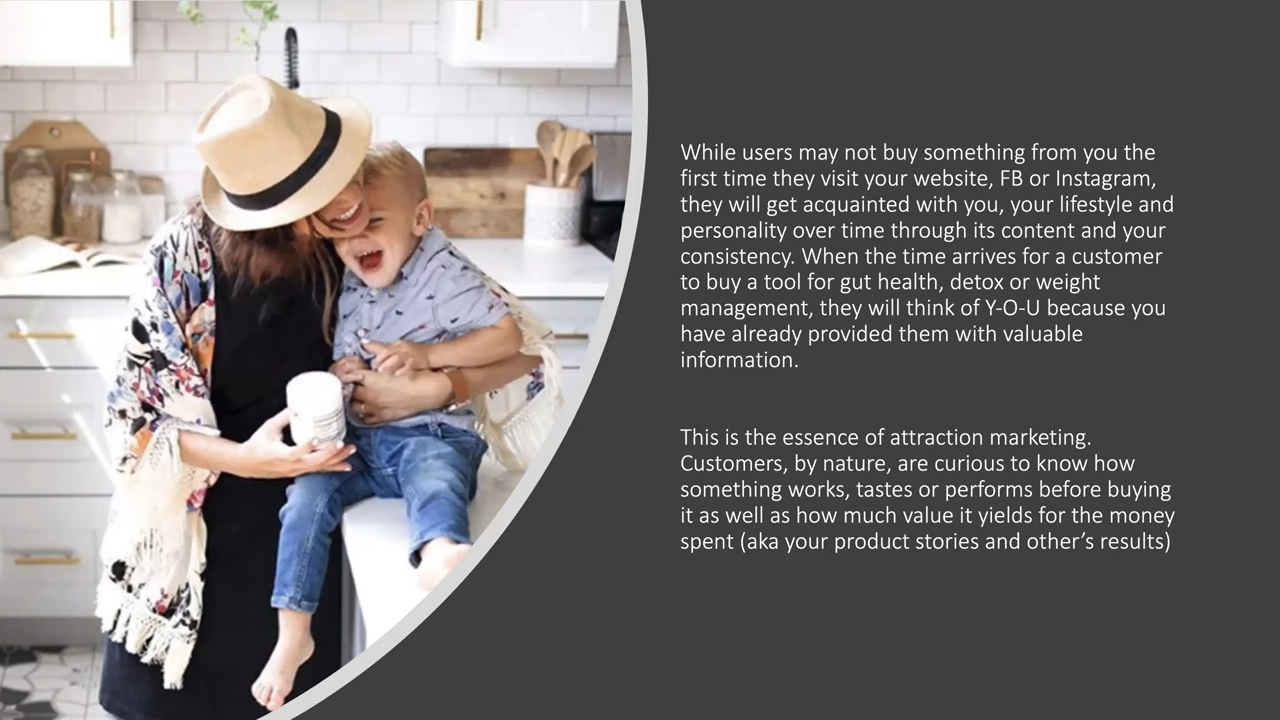 While users may not buy something from you the
first time they visit your website, FB or Instagram,
they will get acquainted with you, your lifestyle and
personality over time through its content and your
consistency. When the time arrives for a customer
to buy a tool for gut health, detox or weight
management, they will think of Y-O-U because you
have already provided them with valuable
information.
This is the essence of attraction marketing.
Customers, by nature, are curious to know how
something works, tastes or performs before buying
it as well as how much value it yields for the money
spent (aka your product stories and other’s results)